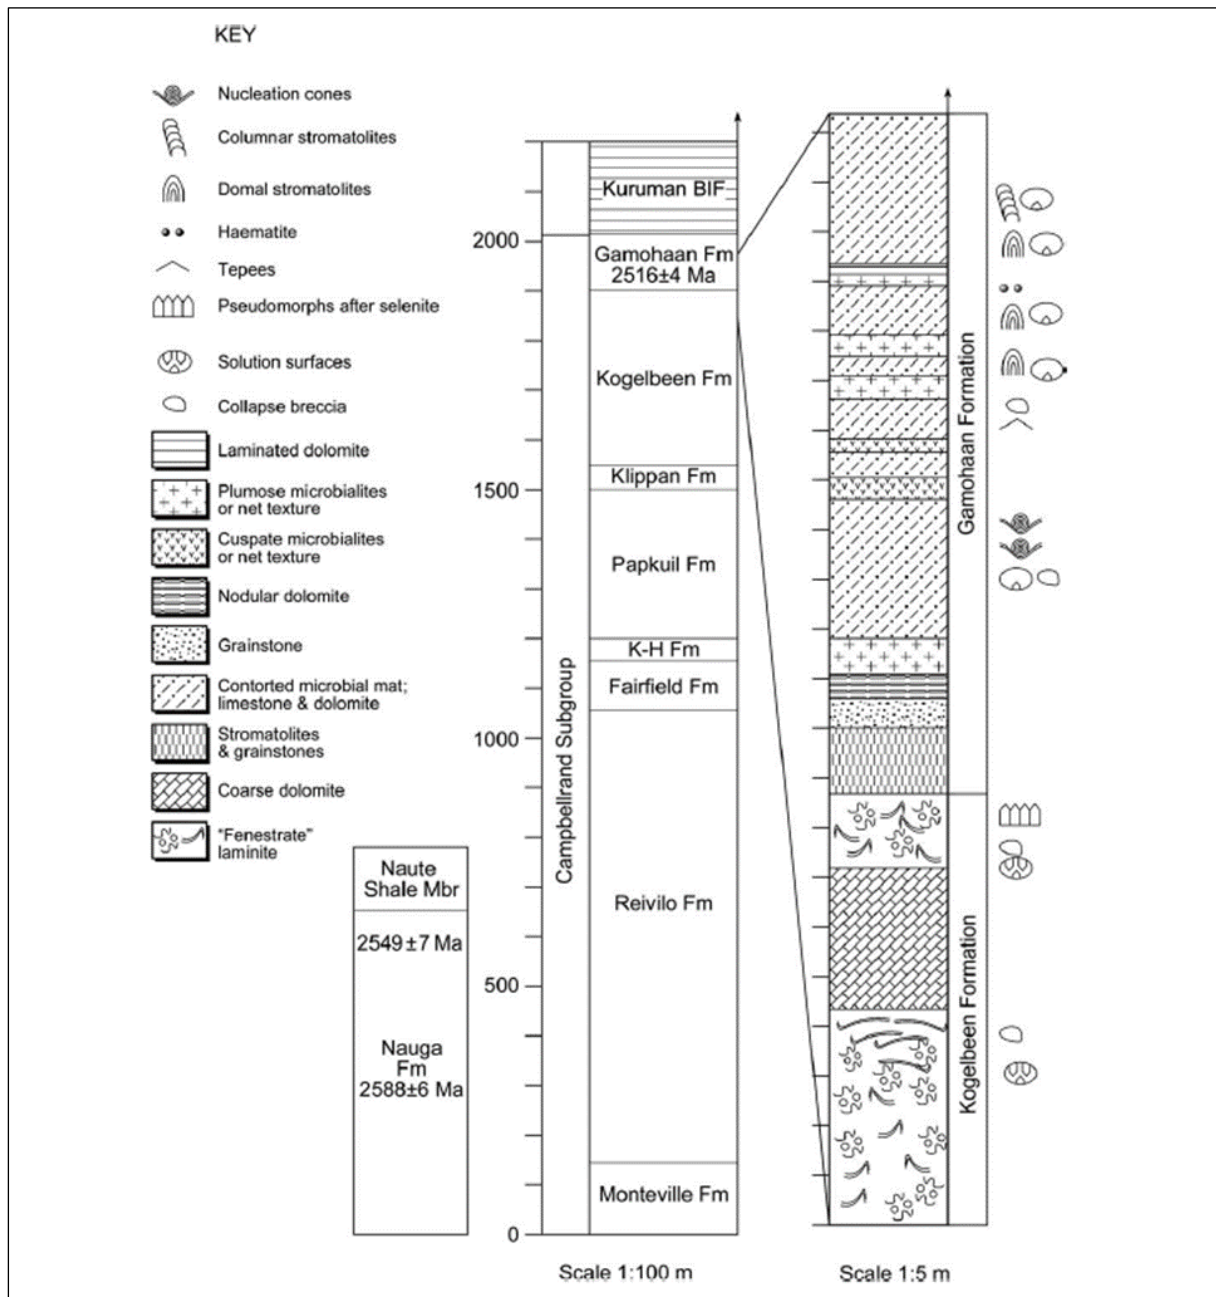 KEY
Nucleation cones
Columnar stromatolites
Domal stromatolites
Haematite
Tepees
Pseudomorphs after selenite
Solution surfaces
Collapse breccia
Laminated dolomite
Plumose microbialites
or net texture
Cuspate microbialites
or net texture
Nodular dolomite
Grainstone
Contorted microbial mat;
limestone & dolomite
Stromatolites
& grainstones
Coarse dolomite
"Fenestrate"
laminite
Naute
Shale Mbr
2549±7 Ma
Nauga
Fm
2588±6 Ma
2000
1500
1000
500
0
Campbellrand Subgroup
Kuruman BIF
Gamohaan Fm
2516±4 Ma
Kogelbeen Fm
Klippan Fm
Papkuil Fm
K-H Fm
Fairfield Fm
Reivilo Fm
Monteville Fm
Scale 1:100 m
Gamohaan Formation
Kogelbeen Formation
Scale 1:5 m